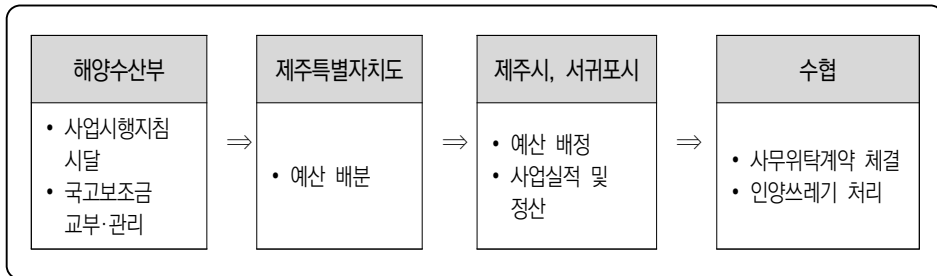 해양수산부
• 사업시행지침
시달
• 국고보조금
교부·관리
⇒
제주특별자치도
• 예산 배분
⇒
제주시, 서귀포시
• 예산 배정
• 사업실적 및
정산
⇒
수협
• 사무위탁계약 체결
• 인양쓰레기 처리